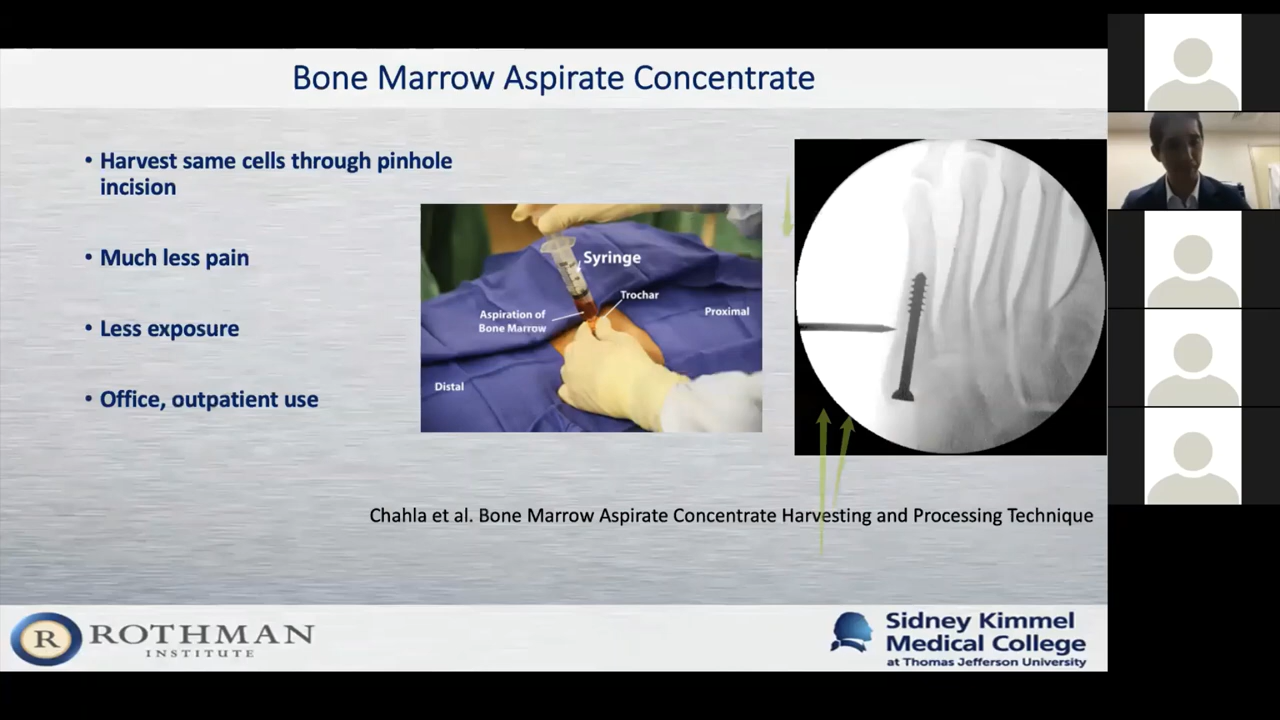 Bone Marrow Aspirate Concentrate
• Harvest same cells through pinhole
incision
• Much less pain
• Less exposure
• Office, outpatient use
Syringe
Trochar
Aspiration of
Bone Marrow
Proximal
Distal
Chahla et al. Bone Marrow Aspirate Concentrate Harvesting and Processing Technique
R ROTHMAN
INSTITUTE
Sidney Kimmel
Medical College
at Thomas Jefferson University